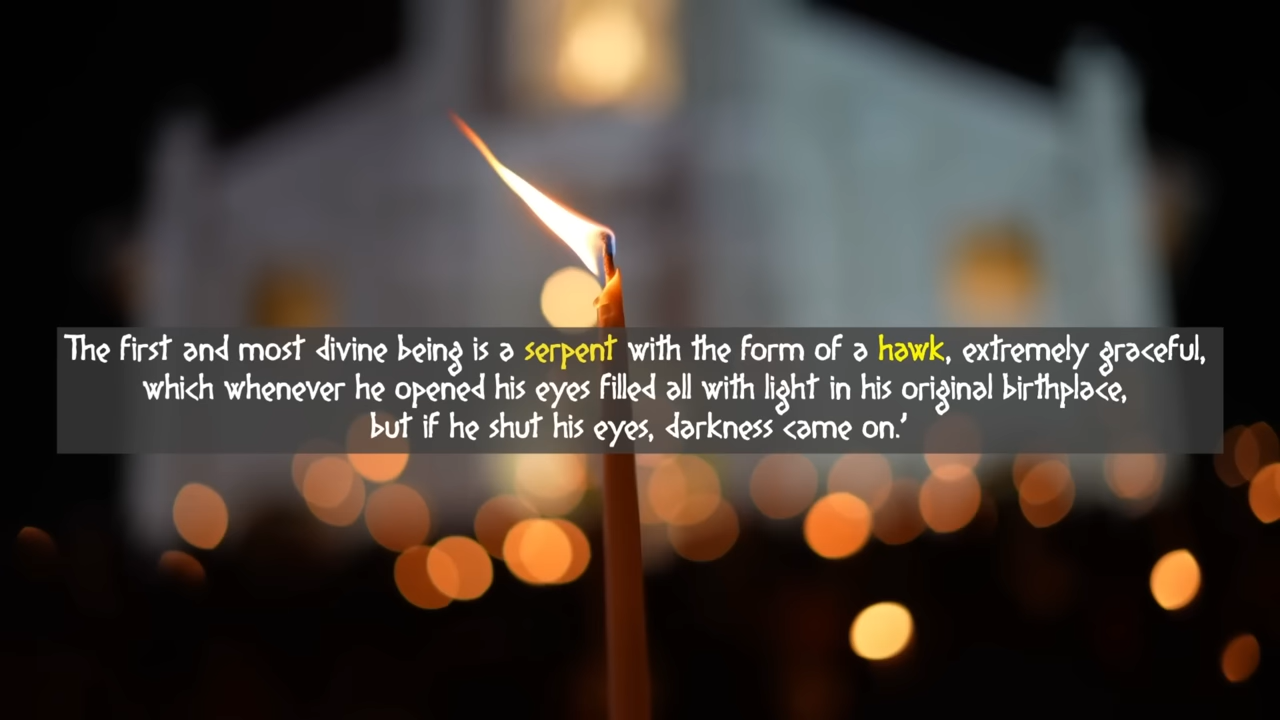 The first and most divine being is a serpent with the form of a hawk, extremely graceful,
which whenever he opened his eyes filled all with light in his original birthplace,
but if he shut his eyes, darkness came on.’